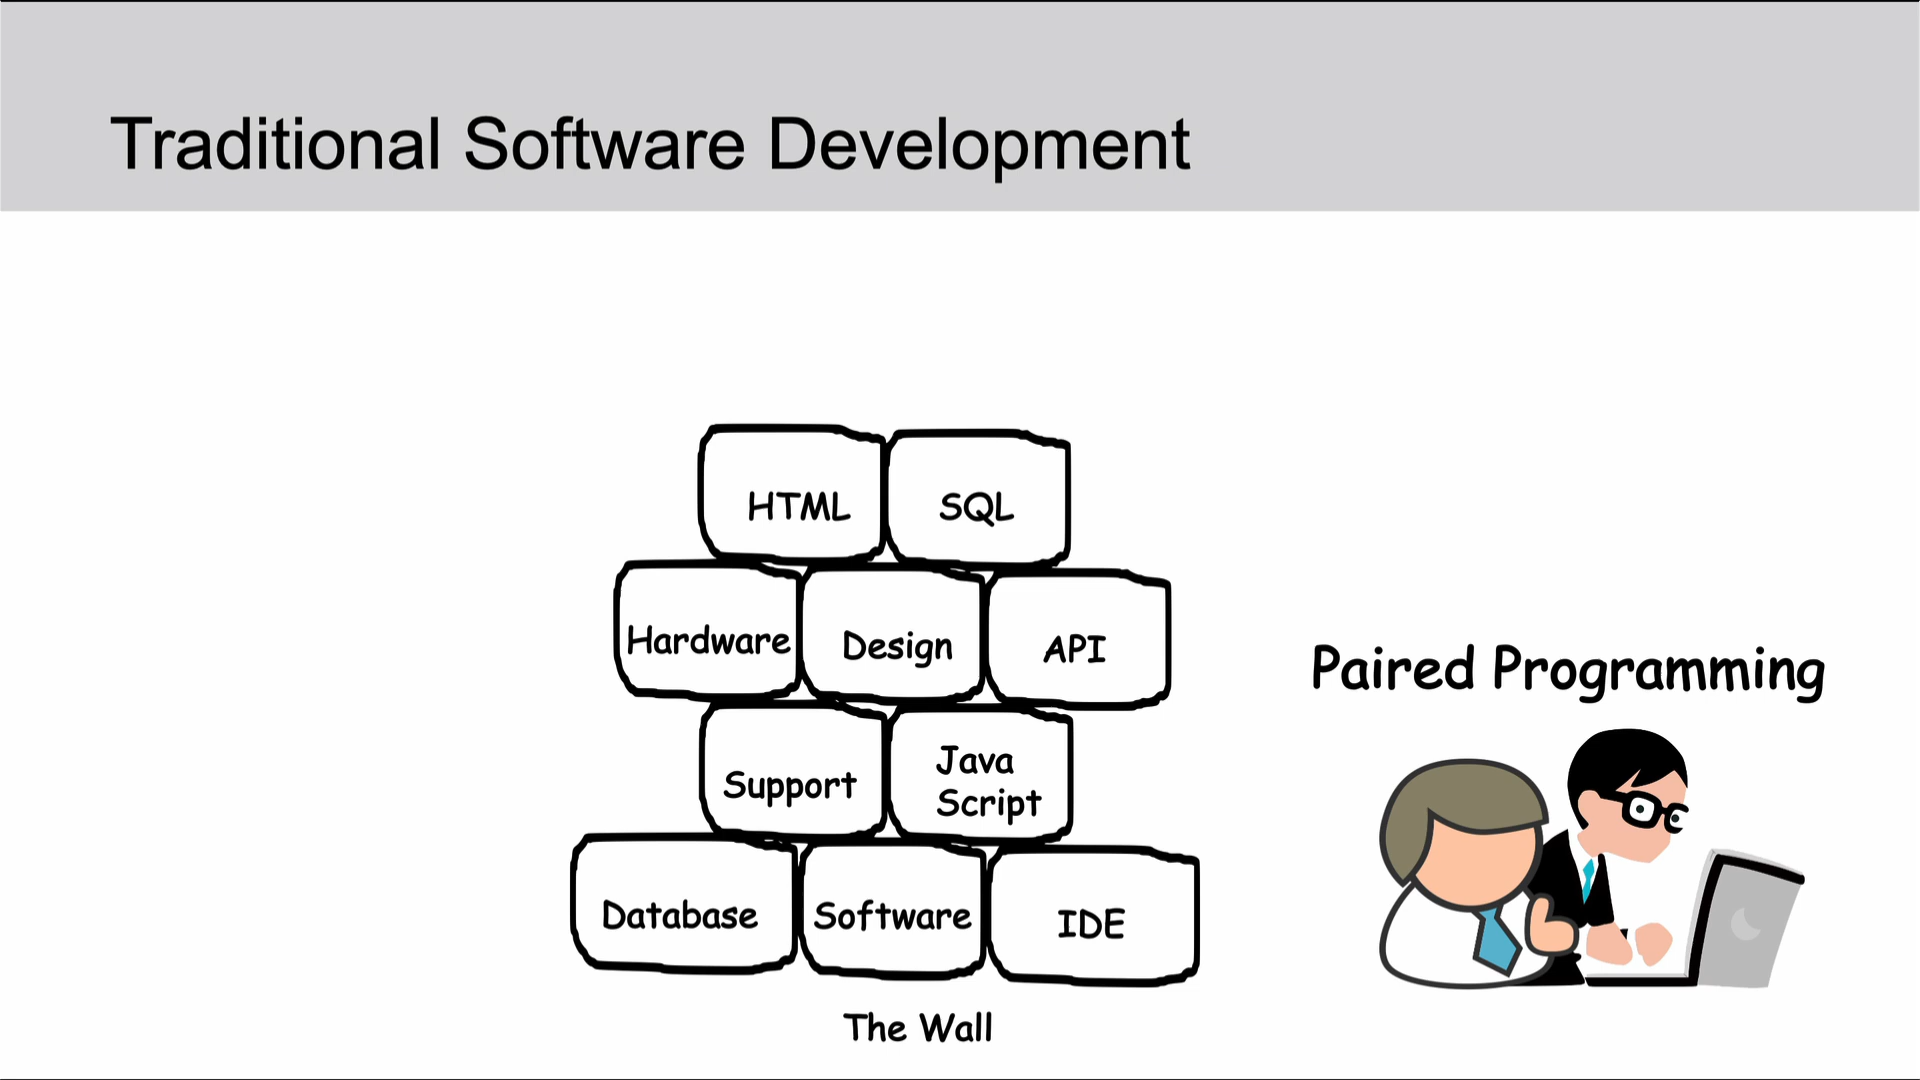 Traditional Software Development
HTML
SQL
Hardware
Design
API
Support
Java
Script
Database
Software
IDE
The Wall
Paired Programming